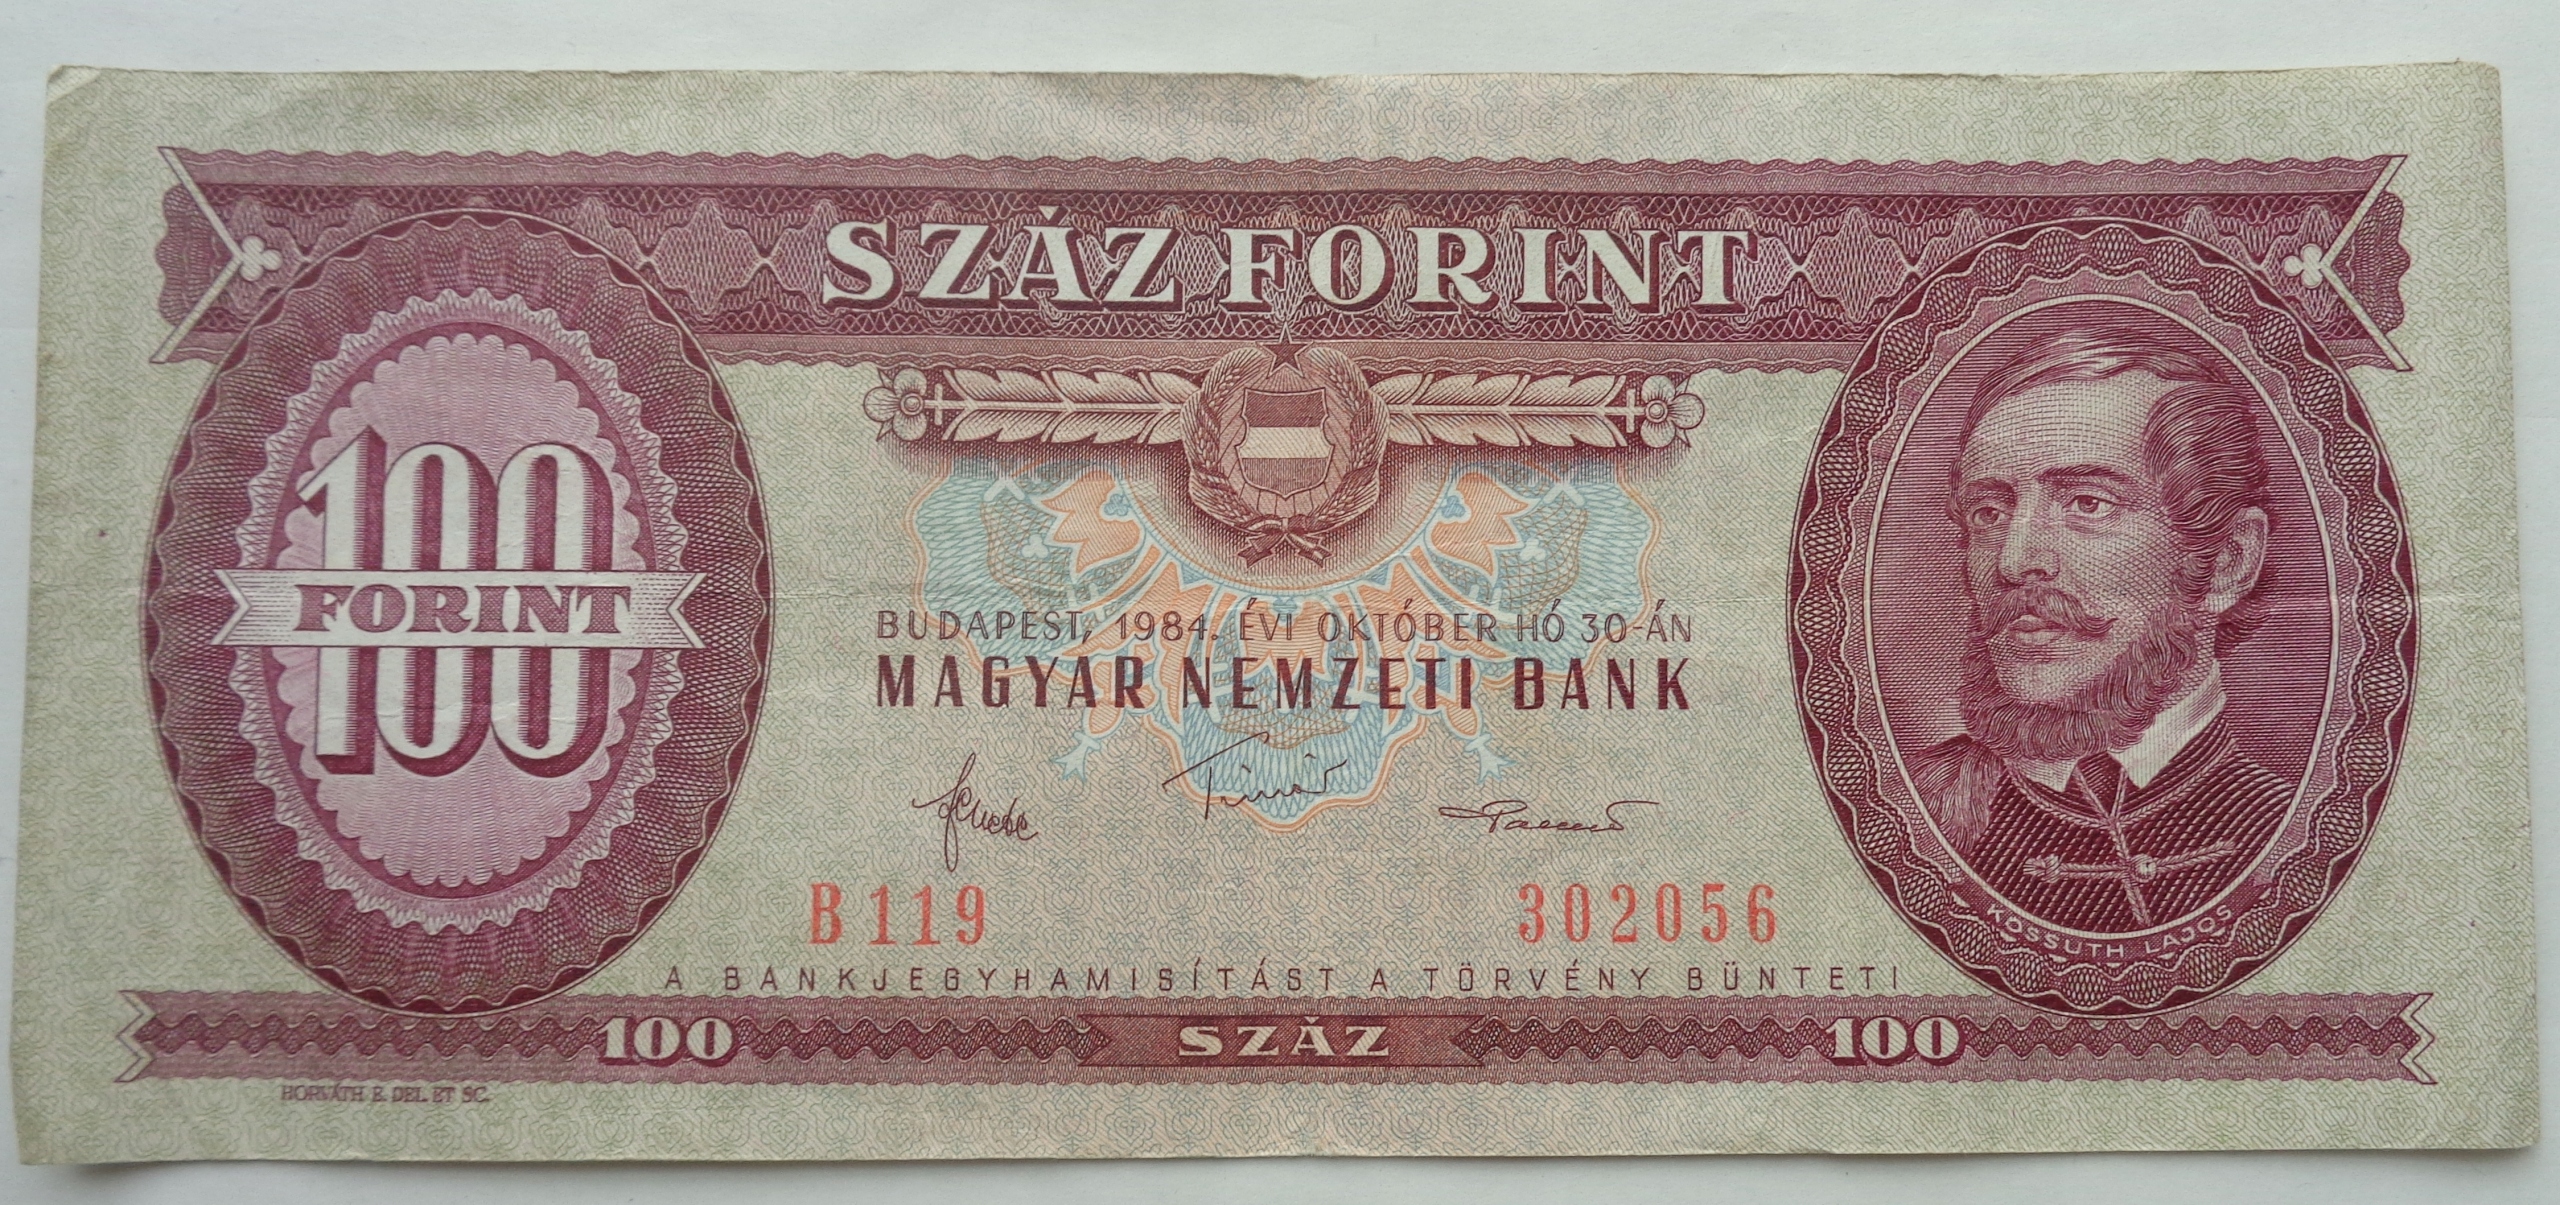 SZÁZ FORINT
100
FORINT
BUDAPEST, 1984. ÉVI OKTÓBER HÓ 30-ÁN
MAGYAR NEMZETI BANK
B 119 302056
KOSSUTH LAJOS
A BANKJEGYHAMISÍTÁST A TÖRVÉNY BÜNTETI
100 SZÁZ 100
HORVÁTH E. DEL. ET SC.